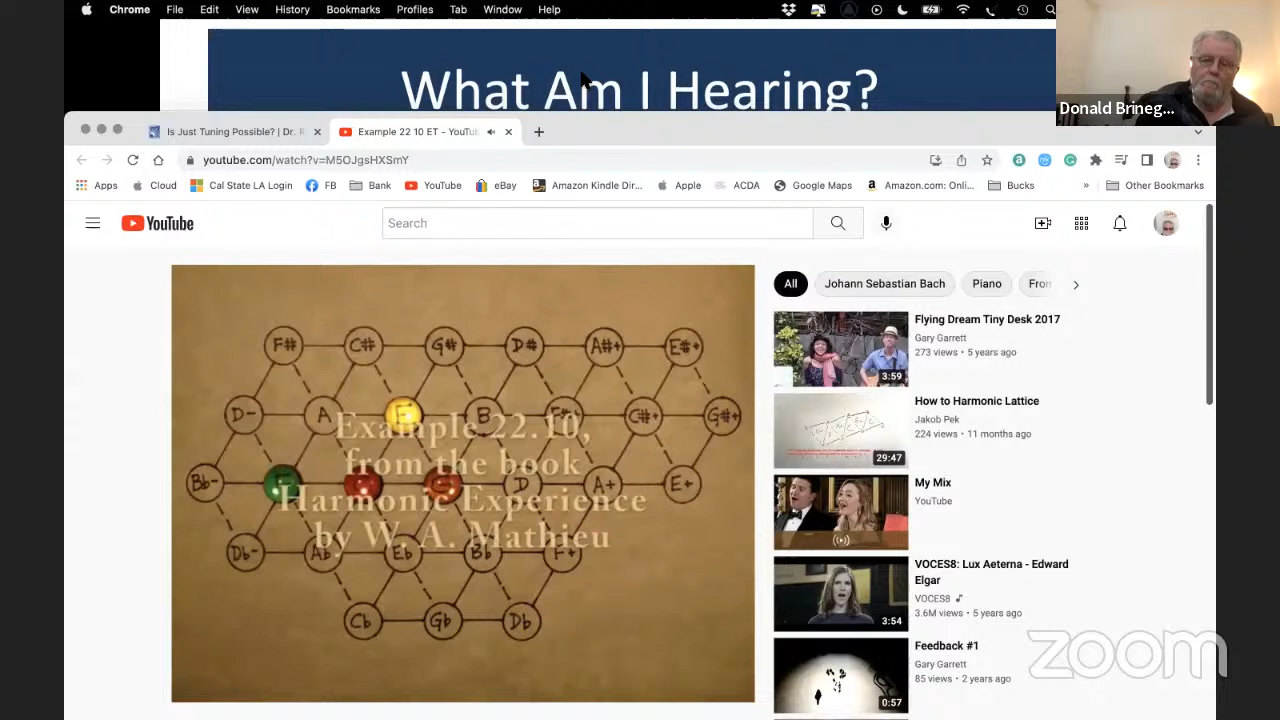 Chrome File Edit View History Bookmarks Profiles Tab Window Help
What Am I Hearing?
Donald Brineg...
Is Just Tuning Possible? | Dr. R
Example 22 10 ET - YouTub
youtube.com/watch?v=M5OJgsHXSmY
Apps Cloud Cal State LA Login FB Bank YouTube eBay Amazon Kindle Dir... Apple ACDA Google Maps Amazon.com: Onli... Bucks » Other Bookmarks
YouTube
Search
All Johann Sebastian Bach Piano From
F# C# G# D# A#+ E#+
D- A E B F#+ C#+ G#+
Example 22.10,
from the book
Harmonic Experience
by W. A. Mathieu
Bb- D A+ E+
Db- Ab Eb Bb F+
Cb Gb Db
Flying Dream Tiny Desk 2017
Gary Garrett
273 views • 5 years ago
3:59
How to Harmonic Lattice
Jakob Pek
224 views • 11 months ago
29:47
My Mix
YouTube
VOCES8: Lux Aeterna - Edward
Elgar
VOCES8
3.6M views • 5 years ago
3:54
Feedback #1
Gary Garrett
85 views • 2 years ago
0:57
zoom